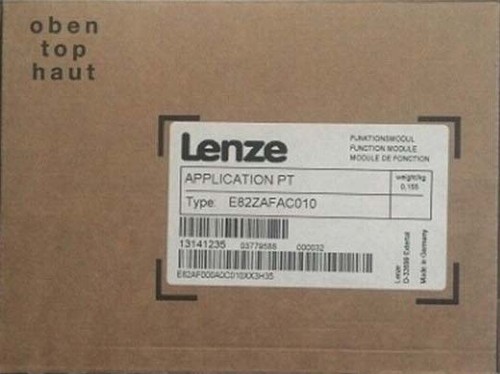 oben
top
haut
Lenze
FUNKTIONSMODUL
FUNCTION MODULE
MODULE DE FONCTION
APPLICATION PT
weight/kg
0,155
Type: E82ZAFAC010
13141235 03779588 000032
E82AF000A0C010XX3H35
Lenze
D-32699 Extertal
Made in Germany